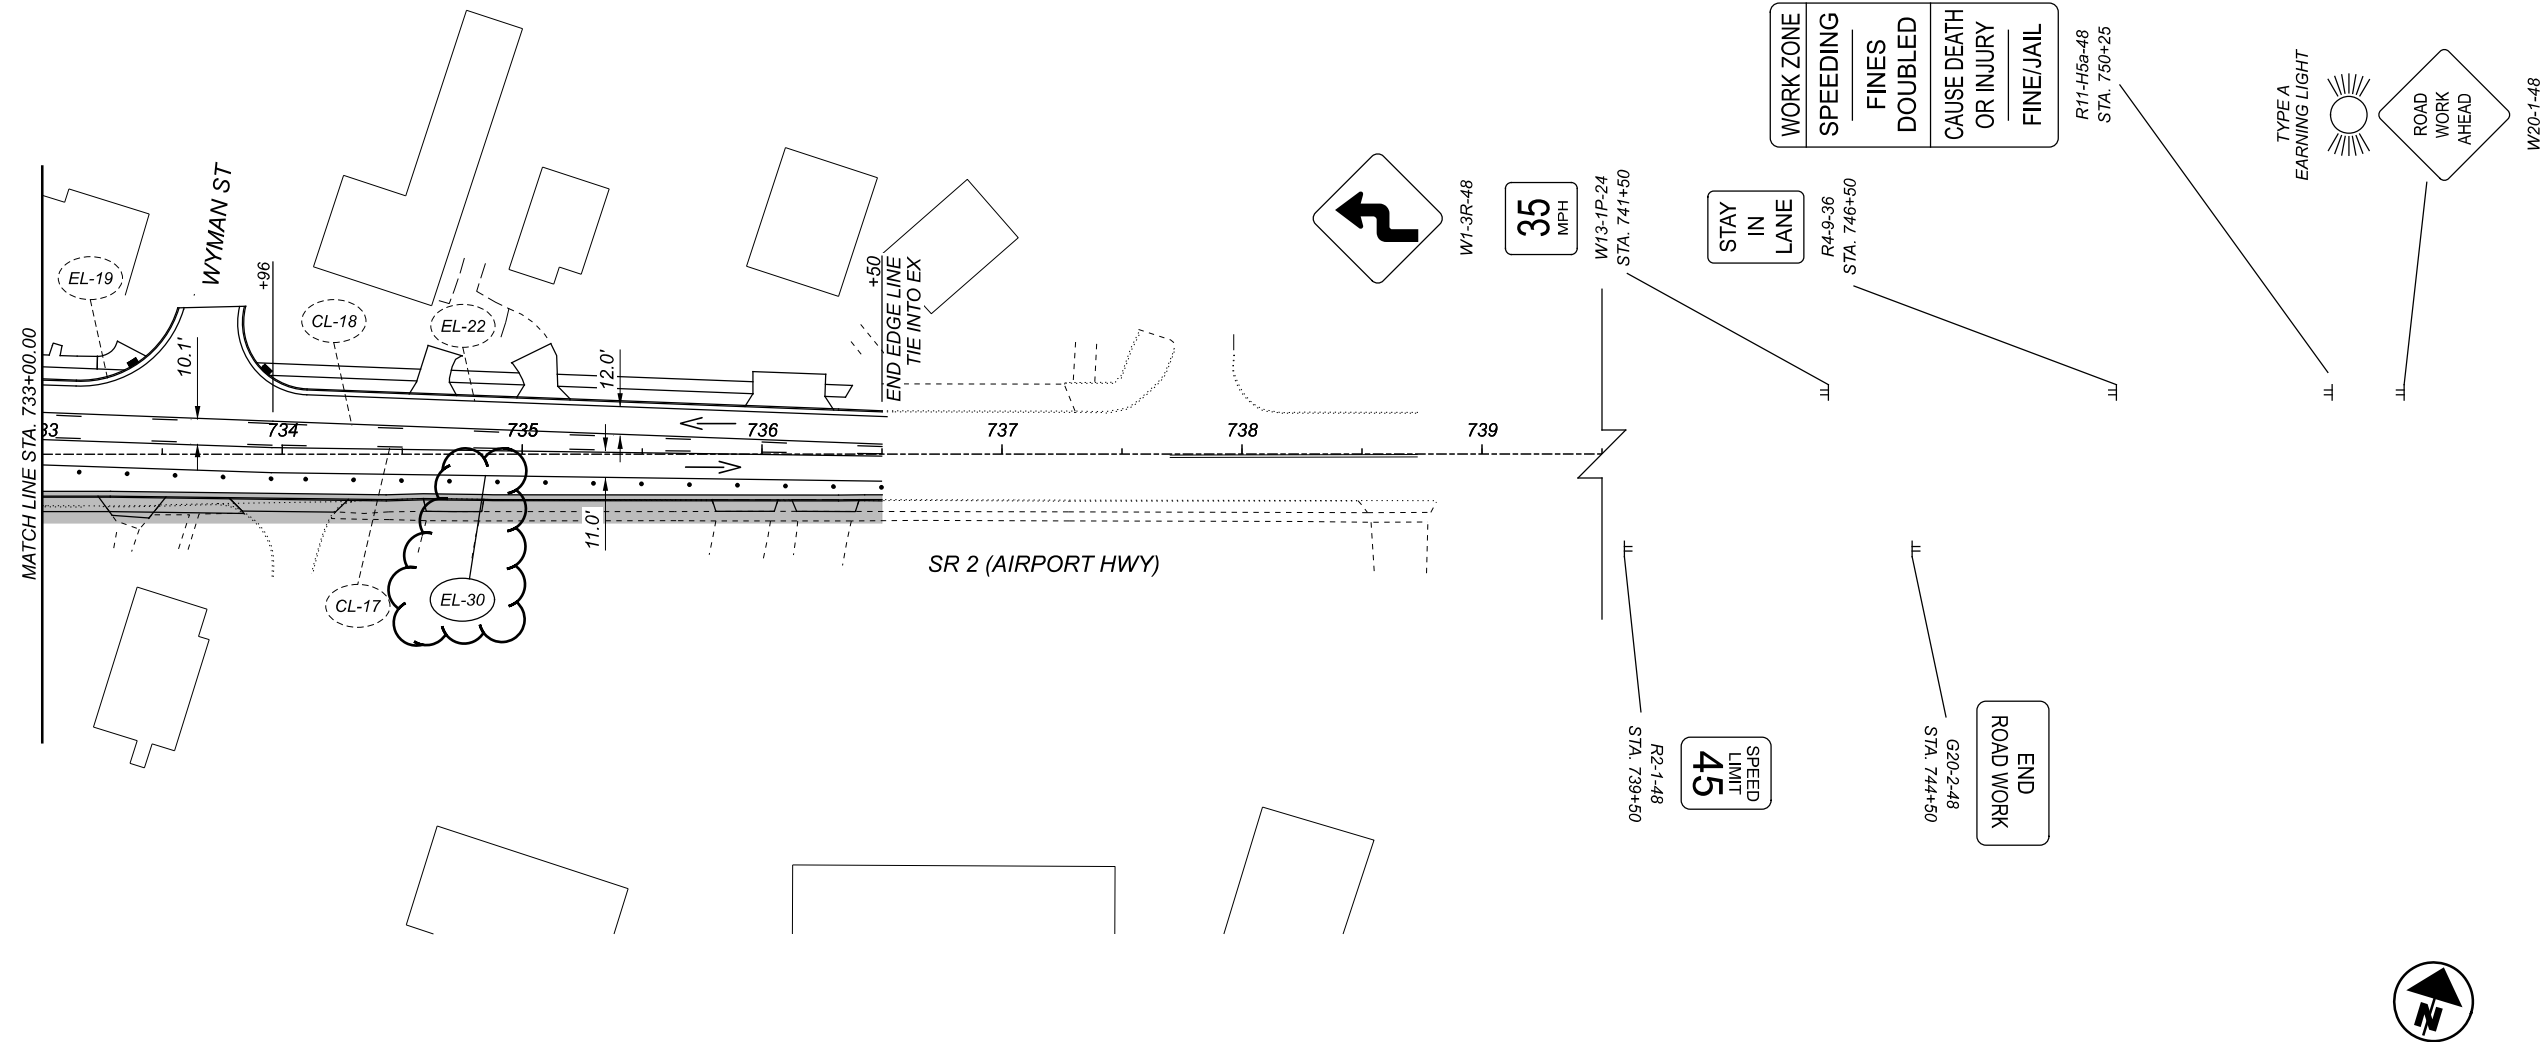 MATCH LINE STA. 733+00.00
EL-19
WYMAN ST
+96
CL-18
EL-22
10.1'
12.0'
+50
END EDGE LINE
TIE INTO EX
33
734
735
736
737
738
739
11.0'
CL-17
EL-30
SR 2 (AIRPORT HWY)
W1-3R-48
35
MPH
W13-1P-24
STA. 741+50
STAY
IN
LANE
R4-9-36
STA. 746+50
WORK ZONE
SPEEDING
FINES
DOUBLED
CAUSE DEATH
OR INJURY
FINE/JAIL
R11-H5a-48
STA. 750+25
TYPE A
EARNING LIGHT
ROAD
WORK
AHEAD
W20-1-48
SPEED
LIMIT
45
R2-1-48
STA. 739+50
END
ROAD WORK
G20-2-48
STA. 744+50
N